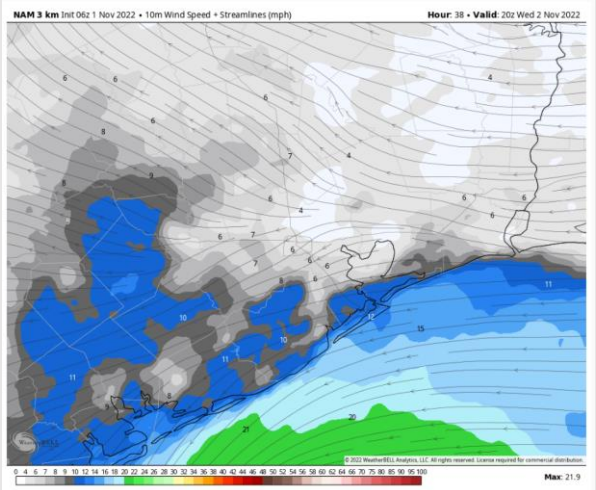 NAM 3 km Init 06z 1 Nov 2022 • 10m Wind Speed + Streamlines (mph) Hour: 38 • Valid: 20z Wed 2 Nov 2022
6 6 4
6
6
8
7 4
9
8
6 6 6
4 6
6 7
6
7 6 6
8 6
11
10 12
15
10
11
11
8
9
20
21
WeatherBELL
© 2022 WeatherBELL Analytics, LLC. All rights reserved. License required for commercial distribution.
0 4 6 7 8 9 10 12 14 16 18 20 22 24 26 28 30 32 34 36 38 40 42 44 46 48 50 52 54 56 58 60 62 64 66 70 75 80 85 90 95 100 Max: 21.9